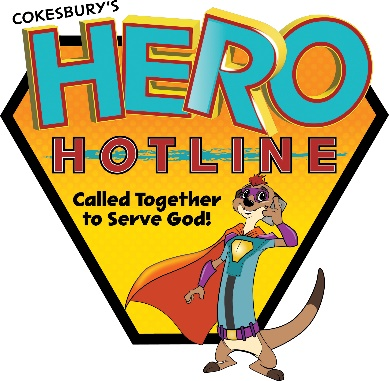 COKESBURY'S
HERO
HOTLINE
Called Together
to Serve God!